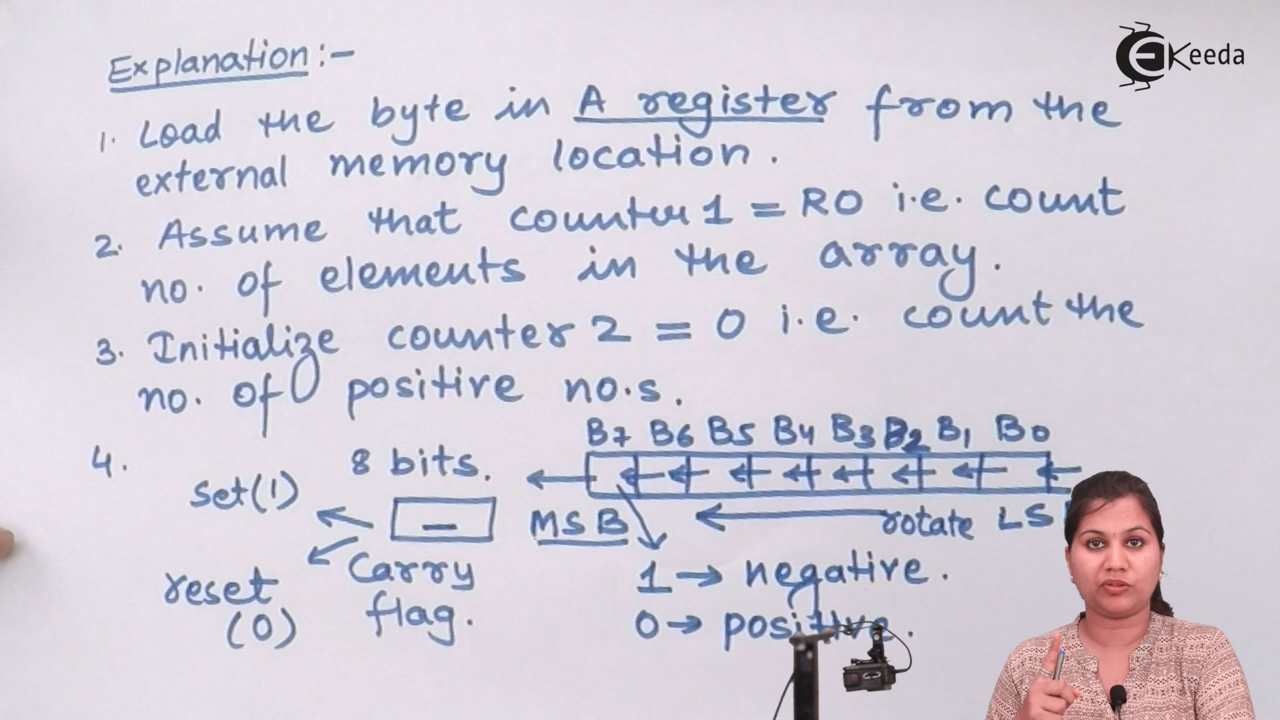 Explanation :-
EKeeda
1. Load the byte in A register from the
external memory location.
2. Assume that counter 1 = R0 i.e. count
no. of elements in the array.
3. Initialize counter 2 = 0 i.e. count the
no. of positive no.s.
B7 B6 B5 B4 B3 B2 B1 B0
4. 8 bits.
set(1) – MSB rotate
reset Carry 1 → negative.
(0) flag. 0 → positive.